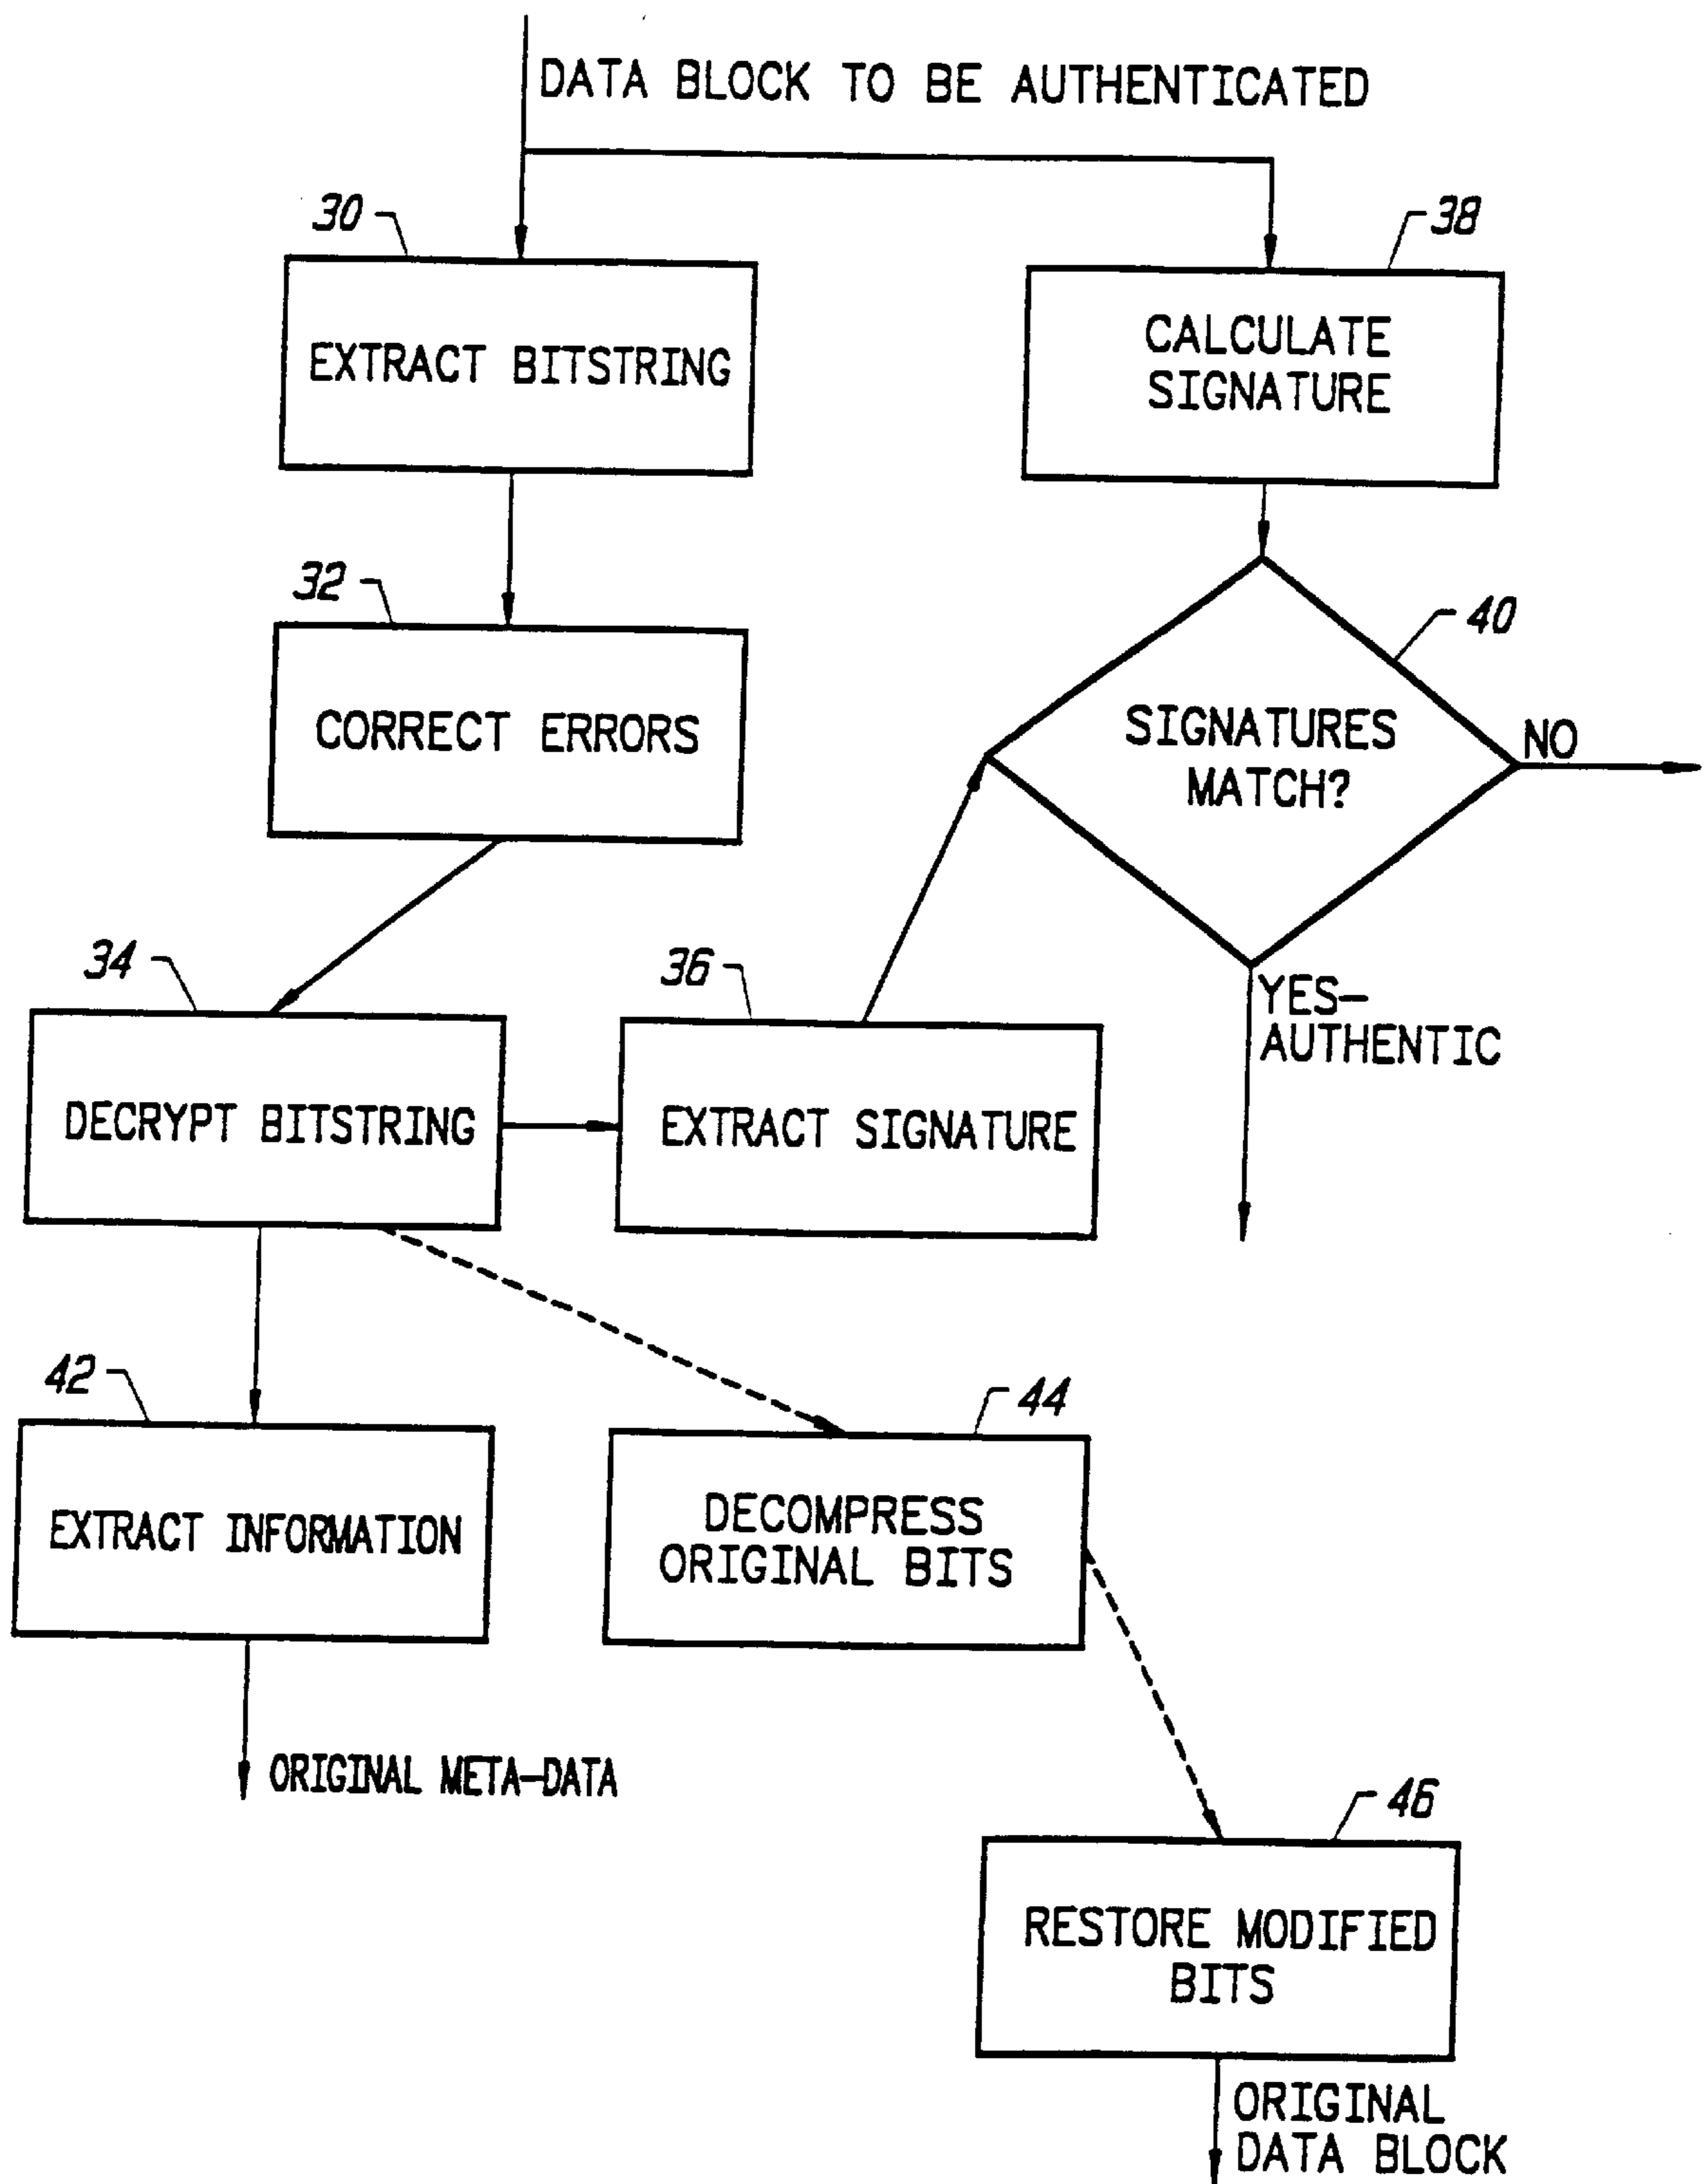 DATA BLOCK TO BE AUTHENTICATED
30
38
EXTRACT BITSTRING
CALCULATE
SIGNATURE
32
40
CORRECT ERRORS
SIGNATURES
MATCH?
NO
34
36
YES-
AUTHENTIC
DECRYPT BITSTRING
EXTRACT SIGNATURE
42
44
EXTRACT INFORMATION
DECOMPRESS
ORIGINAL BITS
ORIGINAL META-DATA
46
RESTORE MODIFIED
BITS
ORIGINAL
DATA BLOCK